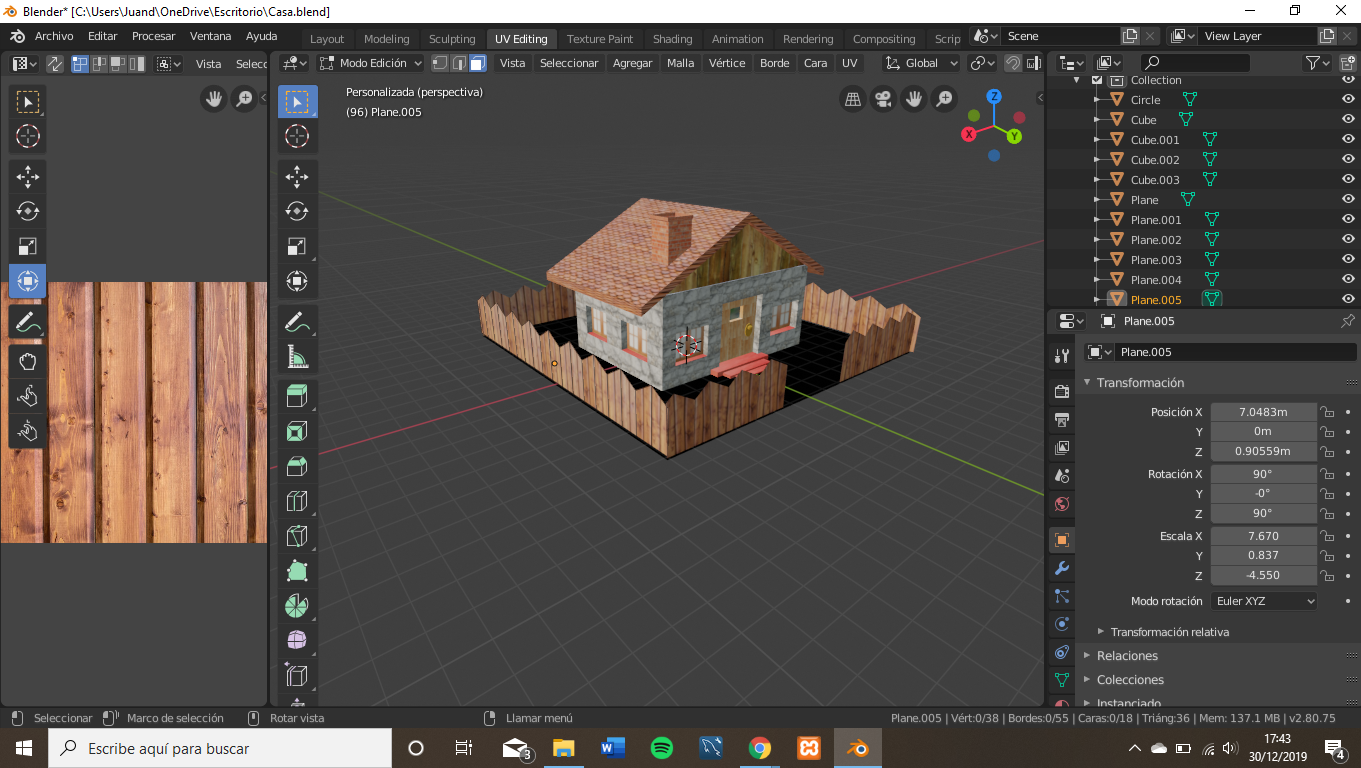 Blender* [C:\Users\Juand\OneDrive\Escritorio\Casa.blend]
Archivo Editar Procesar Ventana Ayuda Layout Modeling Sculpting UV Editing Texture Paint Shading Animation Rendering Compositing Scrip Scene View Layer
Vista Selecc Modo Edición Vista Seleccionar Agregar Malla Vértice Borde Cara UV Global
Personalizada (perspectiva)
(96) Plane.005
Z
X
Y
Collection
Circle
Cube
Cube.001
Cube.002
Cube.003
Plane
Plane.001
Plane.002
Plane.003
Plane.004
Plane.005
Plane.005
Plane.005
Transformación
Posición X 7.0483m
Y 0m
Z 0.90559m
Rotación X 90°
Y -0°
Z 90°
Escala X 7.670
Y 0.837
Z -4.550
Modo rotación Euler XYZ
Transformación relativa
Relaciones
Colecciones
Instanciado
Seleccionar Marco de selección Rotar vista Llamar menú Plane.005 | Vért:0/38 | Bordes:0/55 | Caras:0/18 | Triáng:36 | Mem: 137.1 MB | v2.80.75
Escribe aquí para buscar
3
W
17:43
30/12/2019
4